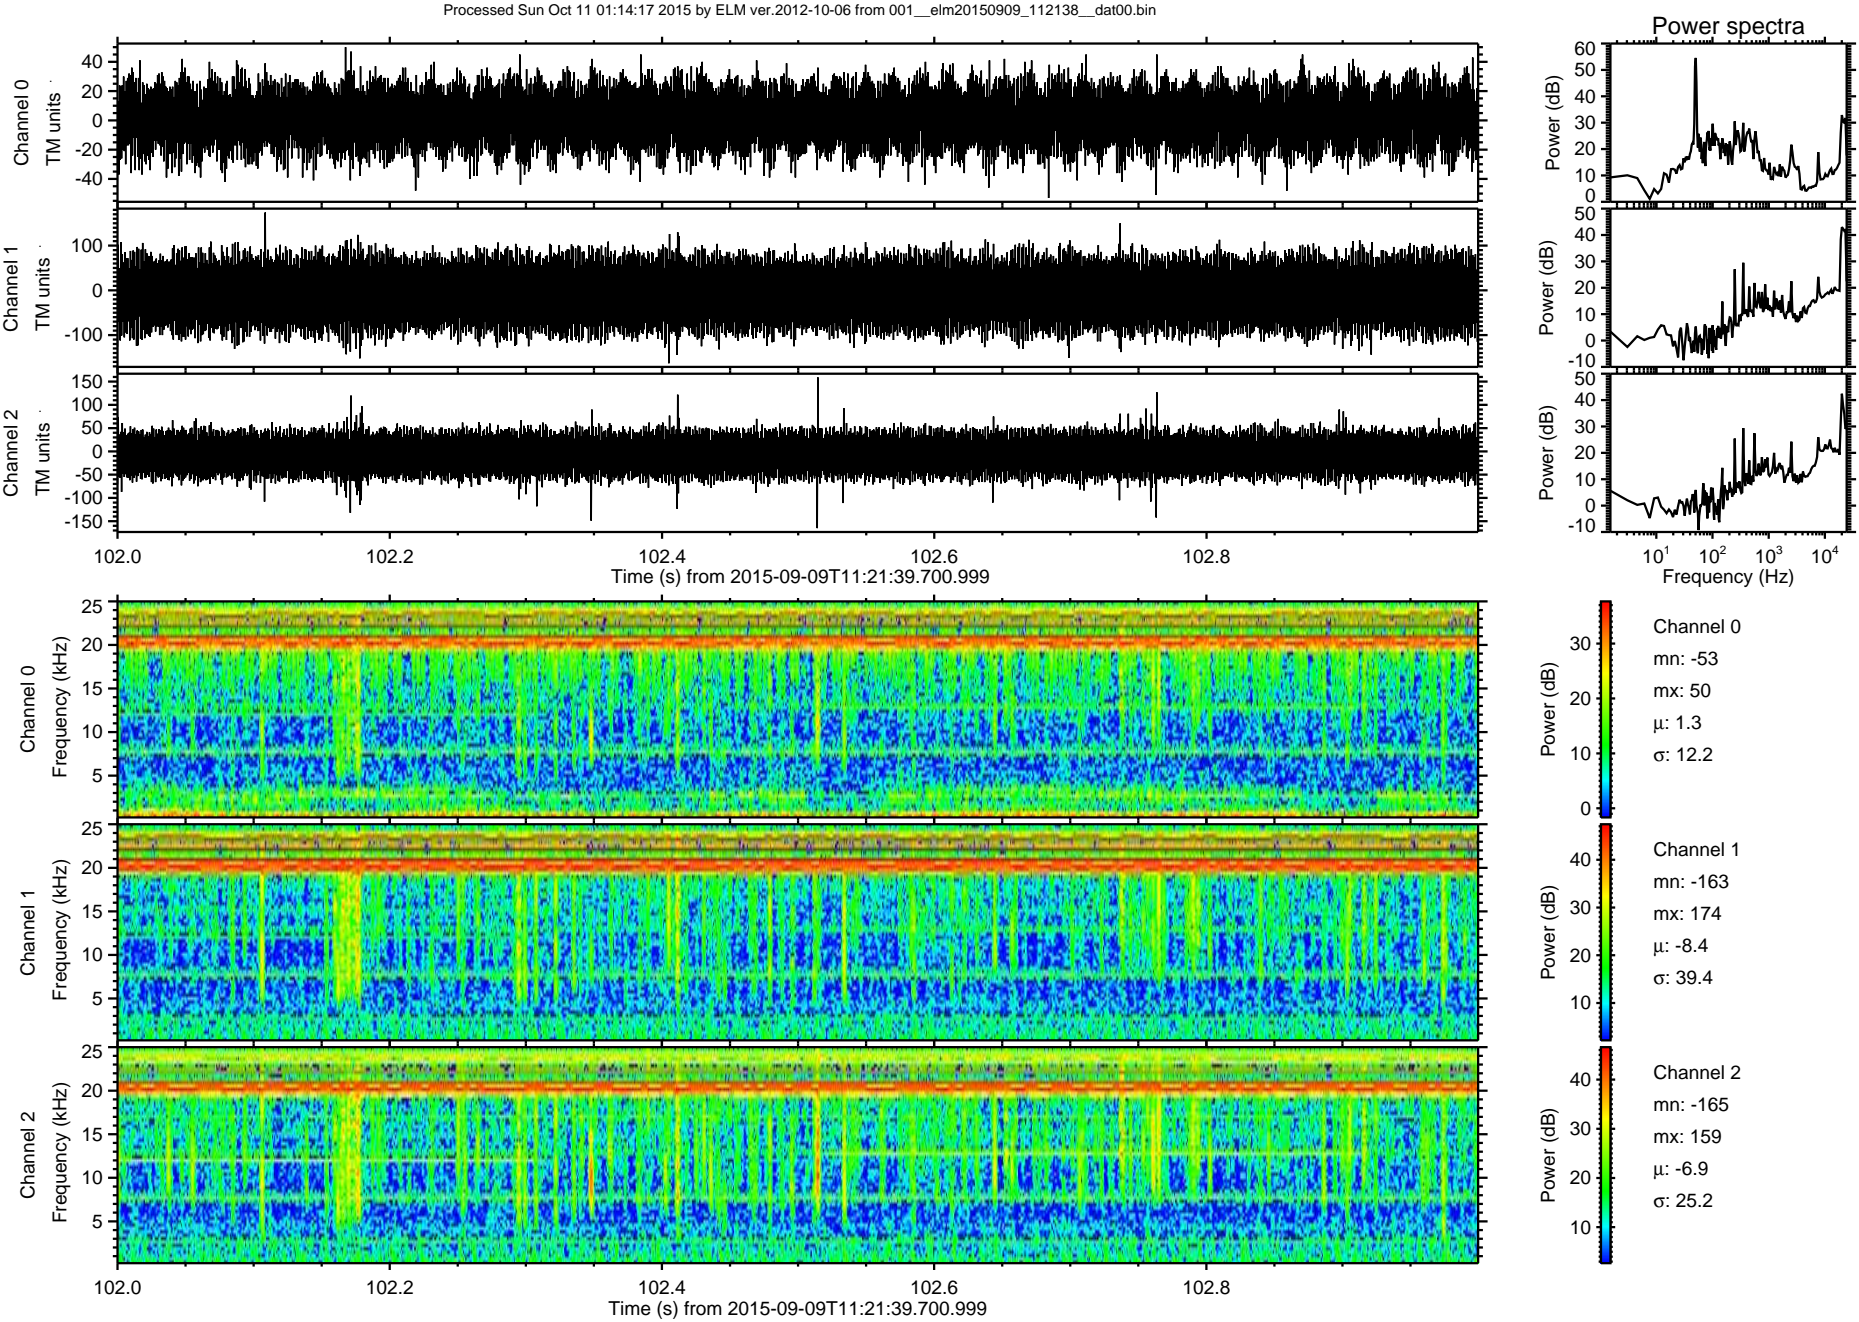 Processed Sun Oct 11 01:14:17 2015 by ELM ver.2012-10-06 from 001__elm20150909_112138__dat00.bin
Power spectra
Channel 0
TM units
40
20
0
-20
-40
Power (dB)
60
50
40
30
20
10
0
Channel 1
TM units
100
0
-100
Power (dB)
50
40
30
20
10
0
-10
Channel 2
TM units
150
100
50
0
-50
-100
-150
Power (dB)
50
40
30
20
10
0
-10
102.0 102.2 102.4 102.6 102.8
Time (s) from 2015-09-09T11:21:39.700.999
10^1 10^2 10^3 10^4
Frequency (Hz)
Channel 0
Frequency (kHz)
25
20
15
10
5
Power (dB)
30
20
10
0
Channel 0
mn: -53
mx: 50
μ: 1.3
σ: 12.2
Channel 1
Frequency (kHz)
25
20
15
10
5
Power (dB)
40
30
20
10
Channel 1
mn: -163
mx: 174
μ: -8.4
σ: 39.4
Channel 2
Frequency (kHz)
25
20
15
10
5
Power (dB)
40
30
20
10
Channel 2
mn: -165
mx: 159
μ: -6.9
σ: 25.2
102.0 102.2 102.4 102.6 102.8
Time (s) from 2015-09-09T11:21:39.700.999